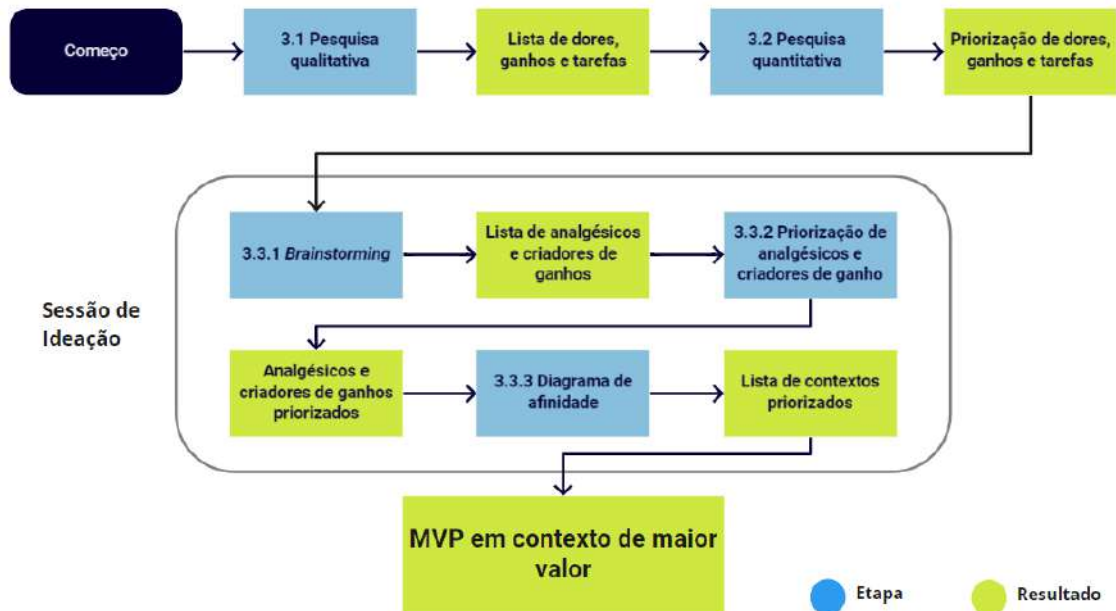 Começo
3.1 Pesquisa
qualitativa
Lista de dores,
ganhos e tarefas
3.2 Pesquisa
quantitativa
Priorização de dores,
ganhos e tarefas
Sessão de
Ideação
3.3.1 Brainstorming
Lista de analgésicos
e criadores de
ganhos
3.3.2 Priorização de
analgésicos e
criadores de ganho
Analgésicos e
criadores de ganhos
priorizados
3.3.3 Diagrama de
afinidade
Lista de contextos
priorizados
MVP em contexto de maior
valor
Etapa
Resultado